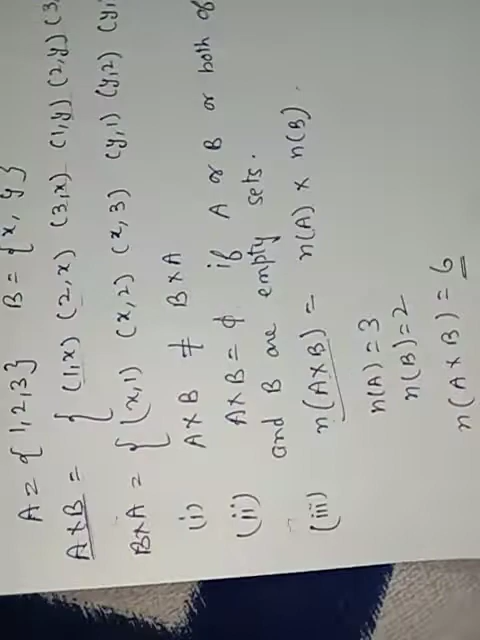 A = {1,2,3} B = {x, y}
A×B = { (1,x) (2,x) (3,x) (1,y) (2,y) (3,
B×A = { (x,1) (x,2) (x,3) (y,1) (y,2) (y,
(i) A×B ≠ B×A
(ii) A×B = ϕ if A or B or both of
and B are empty sets.
(iii) n(A×B) = n(A) × n(B).
n(A) = 3
n(B) = 2
n(A×B) = 6